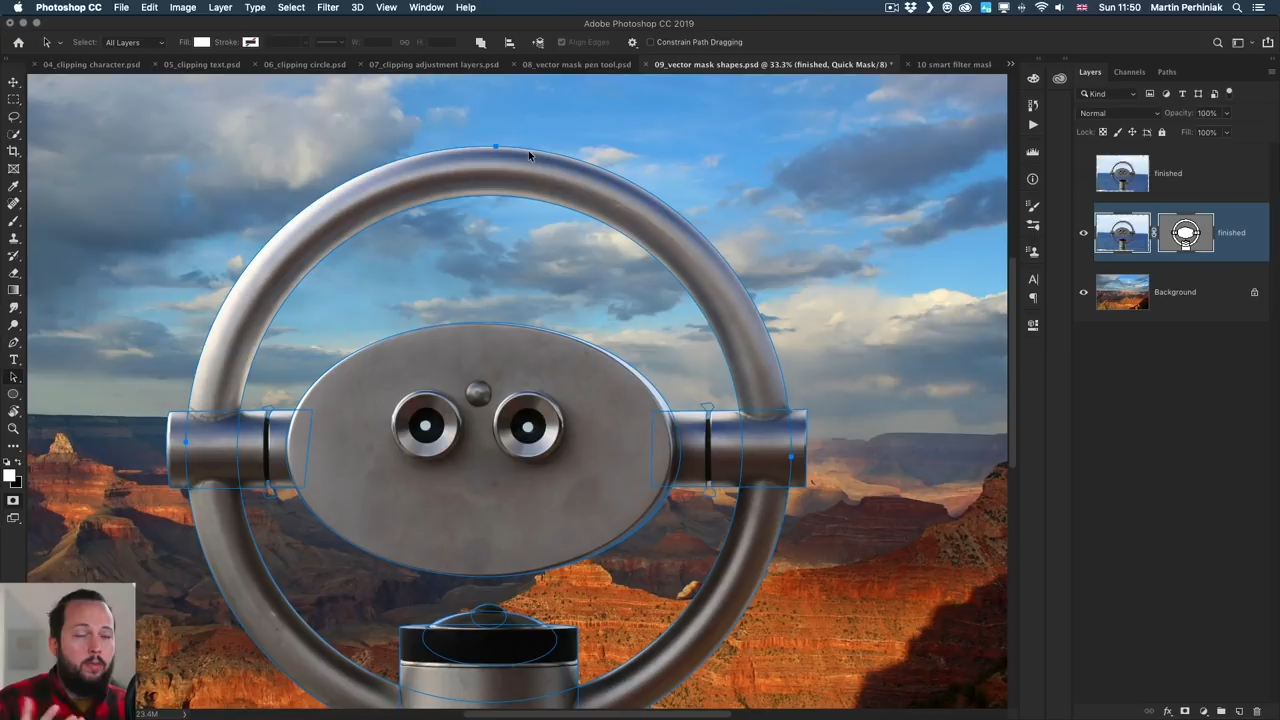 Photoshop CC File Edit Image Layer Type Select Filter 3D View Window Help Sun 11:50 Martin Perhiniak
Adobe Photoshop CC 2019
Select: All Layers Fill: Stroke: W: H: Align Edges Constrain Path Dragging
04_clipping character.psd 05_clipping text.psd 06_clipping circle.psd 07_clipping adjustment layers.psd 08_vector mask pen tool.psd 09_vector mask shapes.psd @ 33.3% (finished, Quick Mask/8) * 10 smart filter mask
Layers Channels Paths
Kind
Normal Opacity: 100%
Lock: Fill: 100%
finished
finished
Background
23.4M